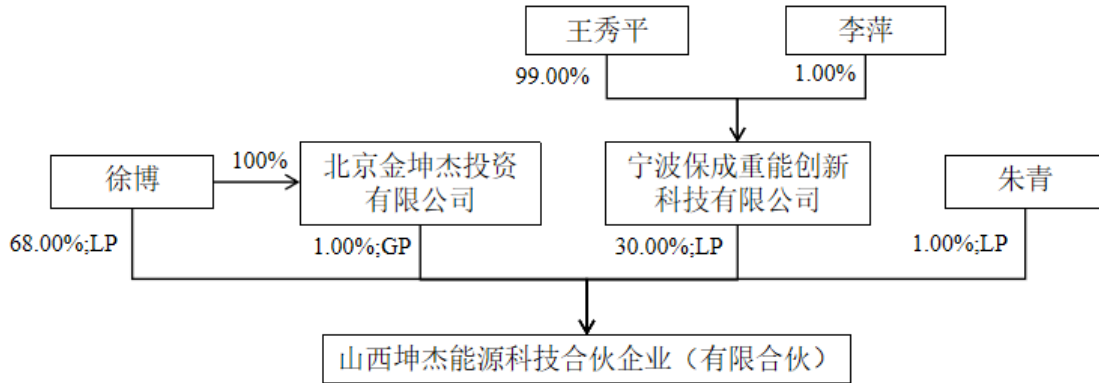 王秀平
李萍
99.00%
1.00%
徐博
100%
北京金坤杰投资
有限公司
宁波保成重能创新
科技有限公司
朱青
68.00%;LP
1.00%;GP
30.00%;LP
1.00%;LP
山西坤杰能源科技合伙企业（有限合伙）